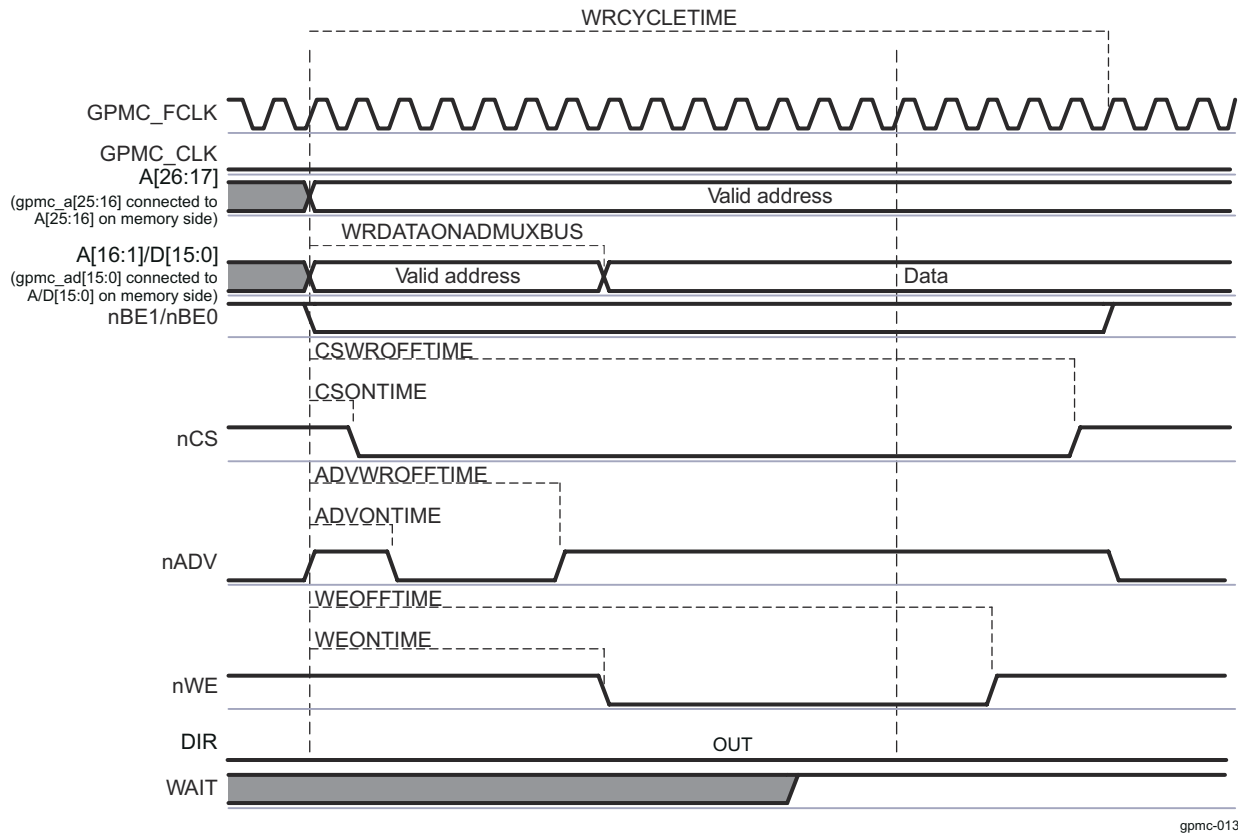 WRCYCLETIME
GPMC_FCLK
GPMC_CLK
A[26:17]
(gpmc_a[25:16] connected to
A[25:16] on memory side)
Valid address
WRDATAONADMUXBUS
A[16:1]/D[15:0]
(gpmc_ad[15:0] connected to
A/D[15:0] on memory side)
Valid address
Data
nBE1/nBE0
CSWROFFTIME
CSONTIME
nCS
ADVWROFFTIME
ADVONTIME
nADV
WEOFFTIME
WEONTIME
nWE
DIR
OUT
WAIT
gpmc-013